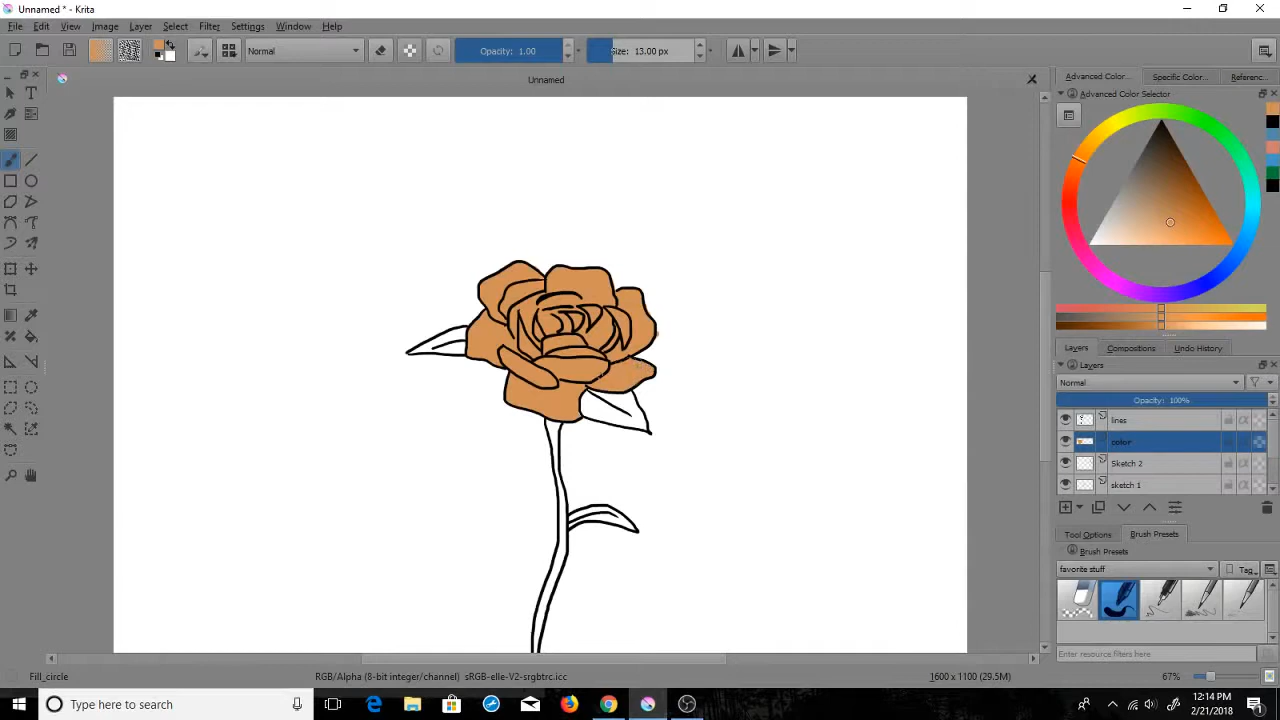 Unnamed * - Krita
File Edit View Image Layer Select Filter Settings Window Help
Normal Opacity: 1.00 Size: 13.00 px
Unnamed
Advanced Color... Specific Color... Referenc...
Advanced Color Selector
Layers Compositions Undo History
Layers
Normal
Opacity: 100%
lines
color
Sketch 2
sketch 1
Tool Options Brush Presets
Brush Presets
favorite stuff Tag
Enter resource filters here
Fill_circle RGB/Alpha (8-bit integer/channel) sRGB-elle-V2-srgbtrc.icc 1600 x 1100 (29.5M) 67%
Type here to search
12:14 PM
2/21/2018